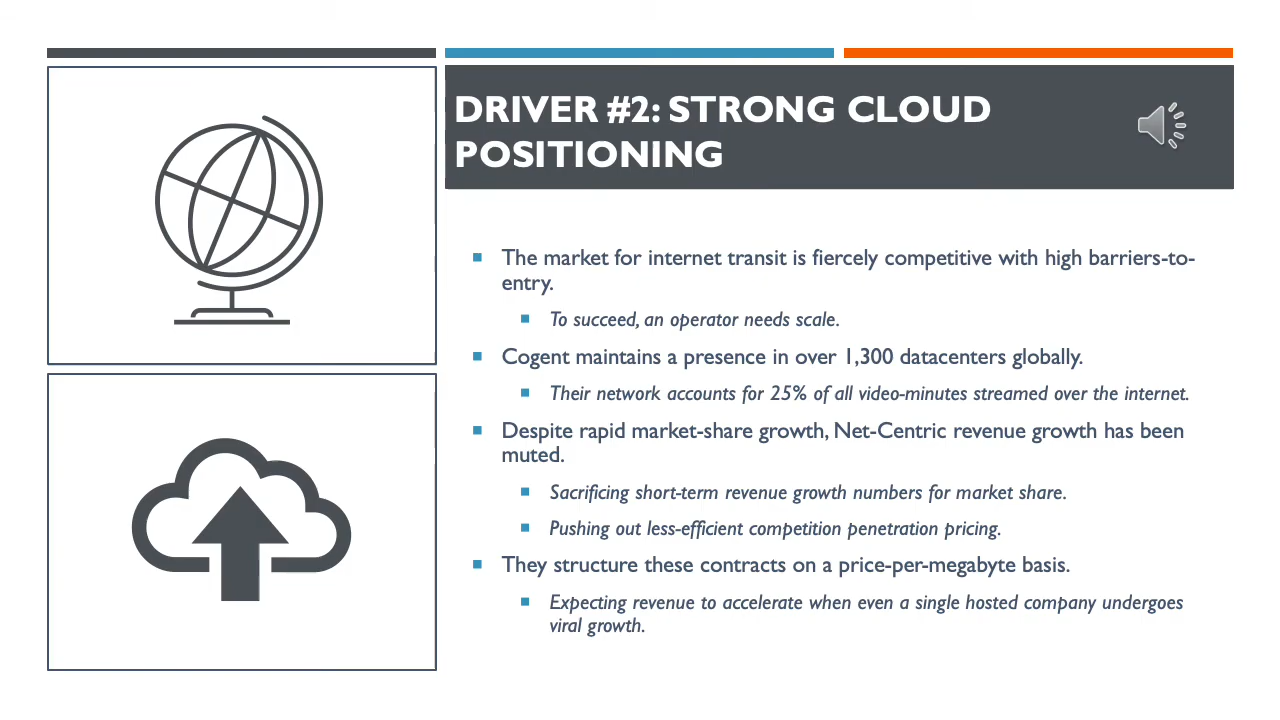 DRIVER #2: STRONG CLOUD
POSITIONING
The market for internet transit is fiercely competitive with high barriers-to-
entry.
To succeed, an operator needs scale.
Cogent maintains a presence in over 1,300 datacenters globally.
Their network accounts for 25% of all video-minutes streamed over the internet.
Despite rapid market-share growth, Net-Centric revenue growth has been
muted.
Sacrificing short-term revenue growth numbers for market share.
Pushing out less-efficient competition penetration pricing.
They structure these contracts on a price-per-megabyte basis.
Expecting revenue to accelerate when even a single hosted company undergoes
viral growth.